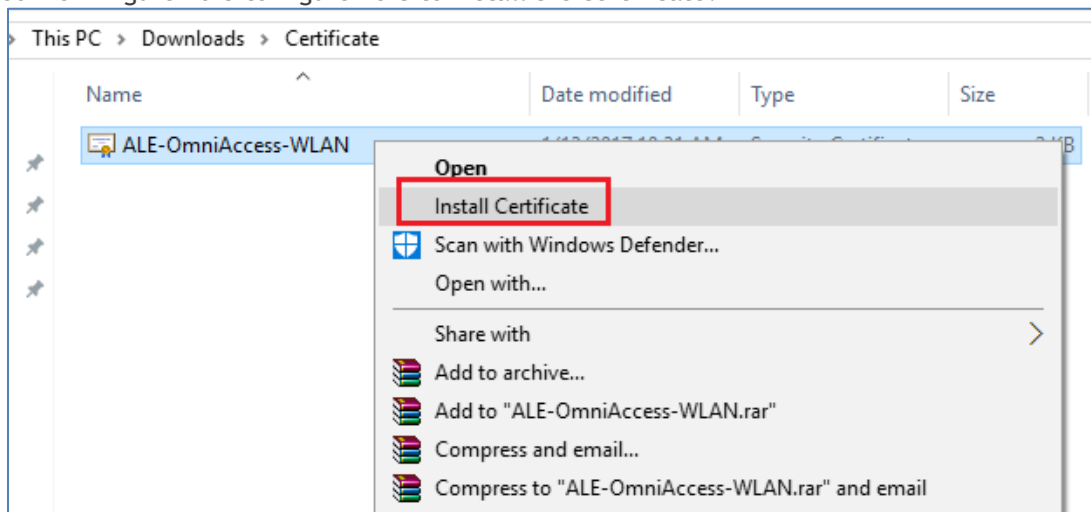 This PC > Downloads > Certificate
Name Date modified Type Size
ALE-OmniAccess-WLAN KB
Open
Install Certificate
Scan with Windows Defender...
Open with...
Share with
Add to archive...
Add to "ALE-OmniAccess-WLAN.rar"
Compress and email...
Compress to "ALE-OmniAccess-WLAN.rar" and email